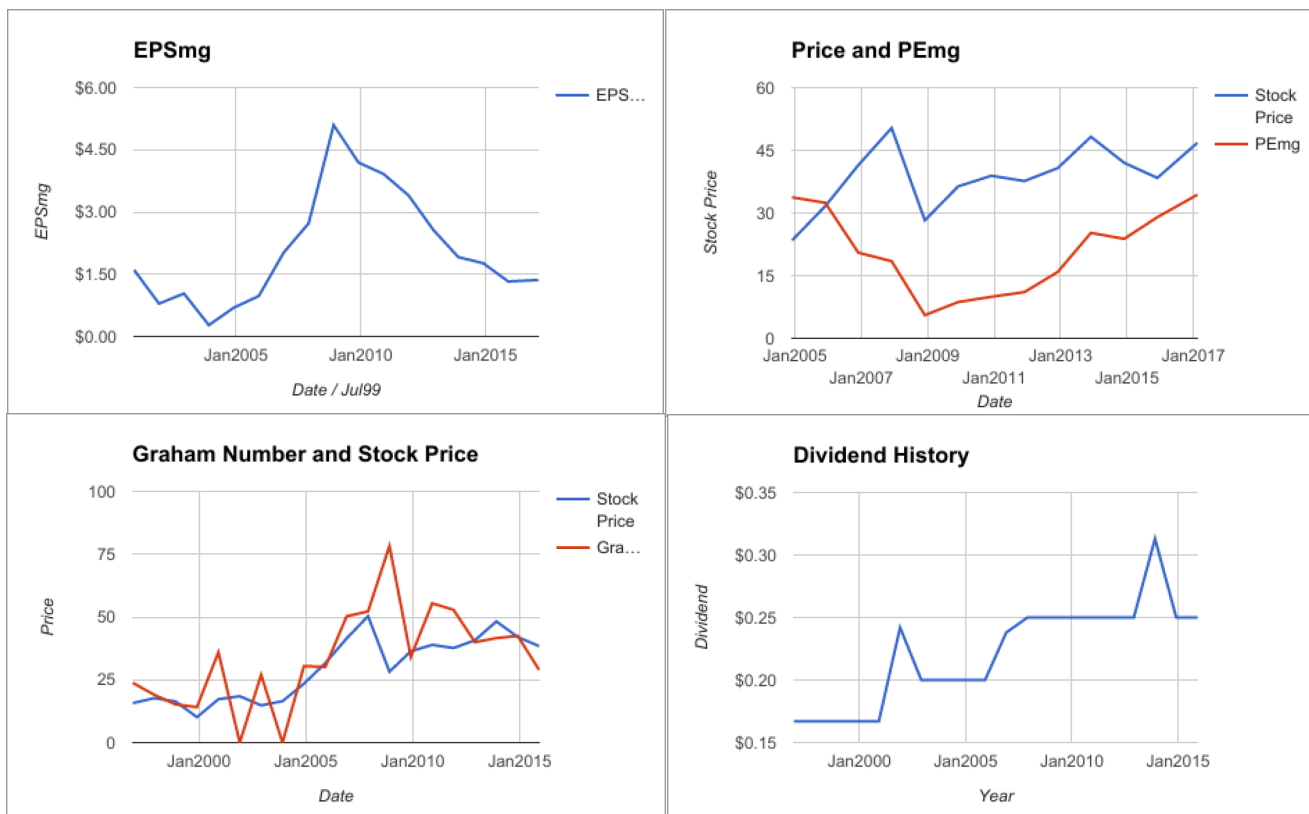 EPSmg
$6.00
$4.50
$3.00
$1.50
$0.00
EPSmg
EPS…
Jan2005
Jan2010
Jan2015
Date / Jul99
Price and PEmg
60
45
30
15
0
Stock Price
Stock
Price
PEmg
Jan2005
Jan2009
Jan2013
Jan2017
Jan2007
Jan2011
Jan2015
Date
Graham Number and Stock Price
100
75
50
25
0
Price
Stock
Price
Gra…
Jan2000
Jan2005
Jan2010
Jan2015
Date
Dividend History
$0.35
$0.30
$0.25
$0.20
$0.15
Dividend
Jan2000
Jan2005
Jan2010
Jan2015
Year